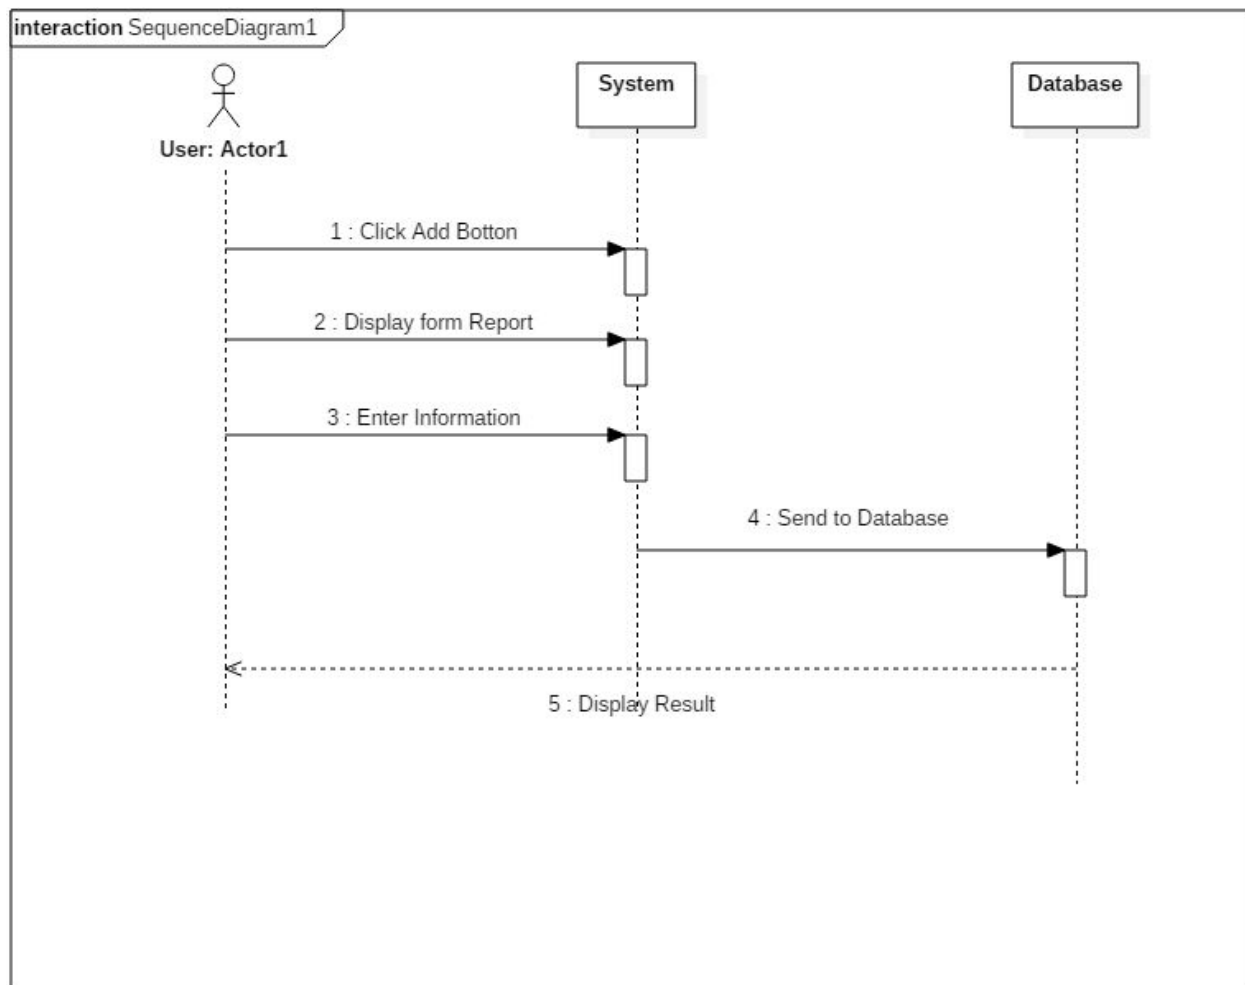 interaction SequenceDiagram1
System
Database
User: Actor1
1 : Click Add Botton
2 : Display form Report
3 : Enter Information
4 : Send to Database
5 : Display Result